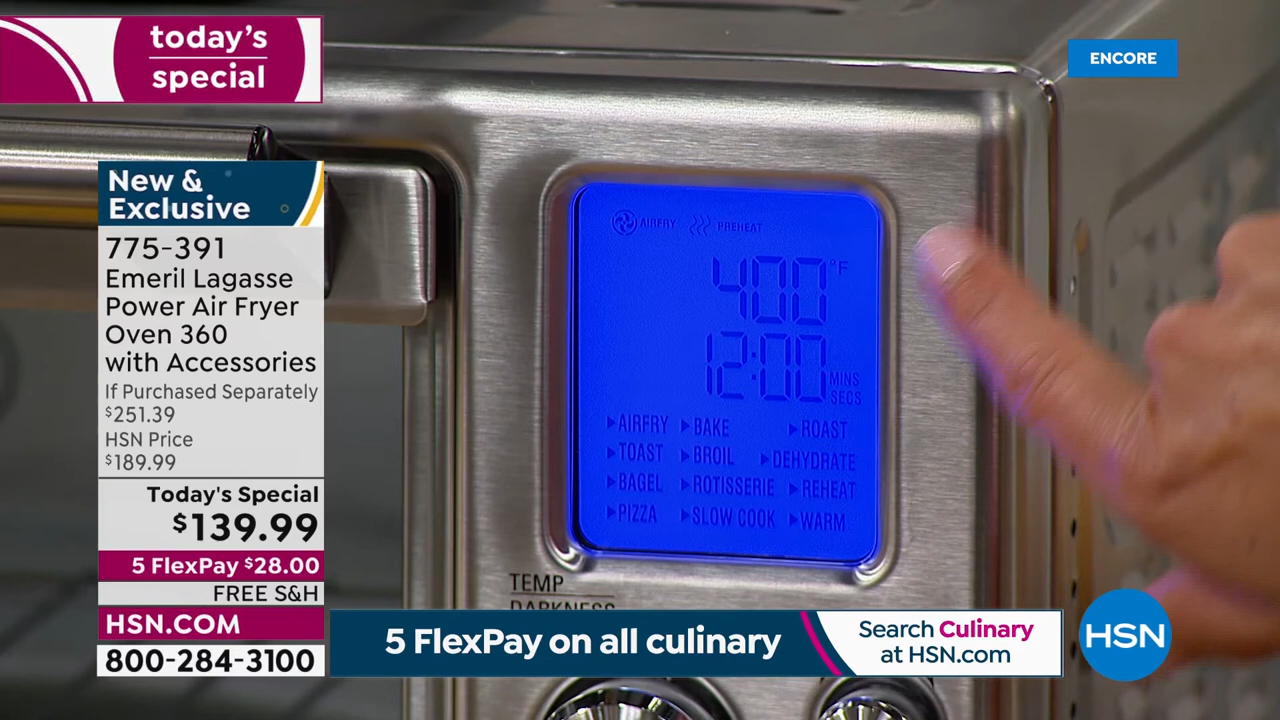 today's
special
ENCORE
New &
Exclusive
775-391
Emeril Lagasse
Power Air Fryer
Oven 360
with Accessories
If Purchased Separately
$251.39
HSN Price
$189.99
Today's Special
$139.99
5 FlexPay $28.00
FREE S&H
HSN.COM
800-284-3100
AIRFRY PREHEAT
400°F
12:00 MINS
SECS
AIRFRY BAKE ROAST
TOAST BROIL DEHYDRATE
BAGEL ROTISSERIE REHEAT
PIZZA SLOW COOK WARM
TEMP
DARKNESS
5 FlexPay on all culinary
Search Culinary
at HSN.com
HSN